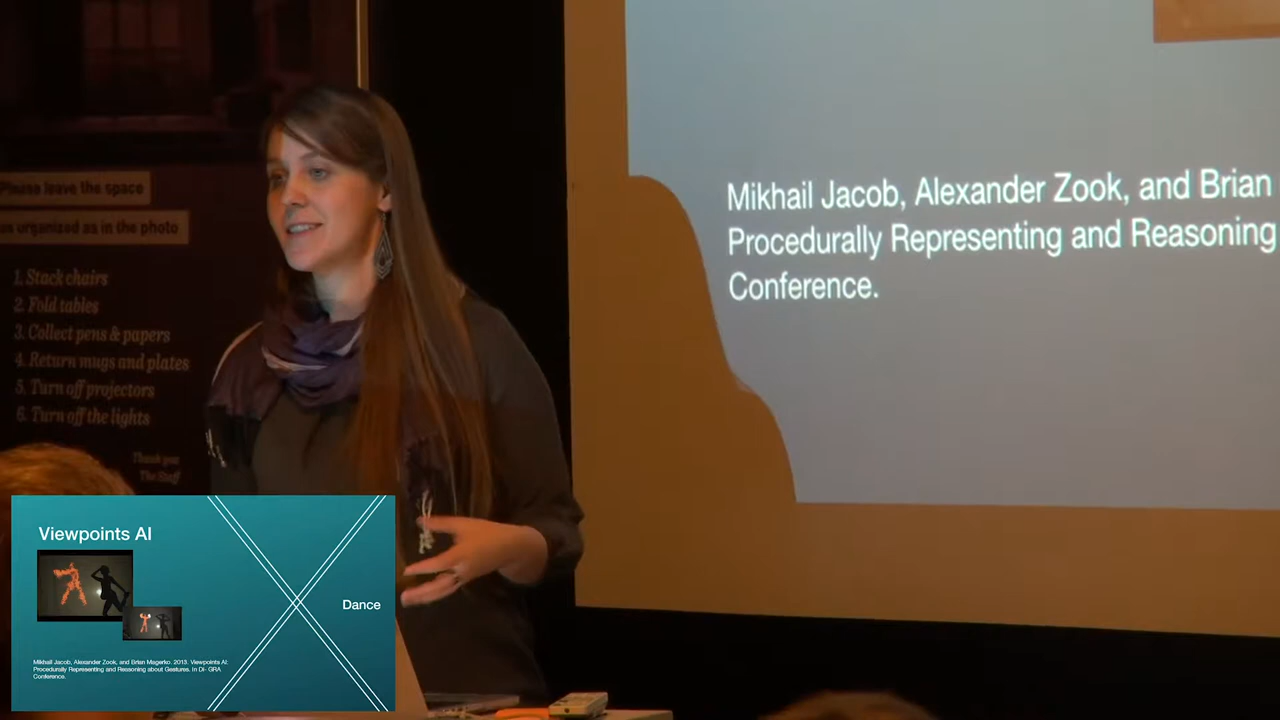 Please leave the space
as organised as in the photo
1. Stack chairs
2. Fold tables
3. Collect pens & papers
4. Return mugs and plates
5. Turn off projectors
6. Turn off the lights
Thank you
The Staff
Mikhail Jacob, Alexander Zook, and Brian
Procedurally Representing and Reasoning
Conference.
Viewpoints AI
Dance
Mikhail Jacob, Alexander Zook, and Brian Magerko. 2013. Viewpoints AI:
Procedurally Representing and Reasoning about Gestures. In Di- GRA
Conference.